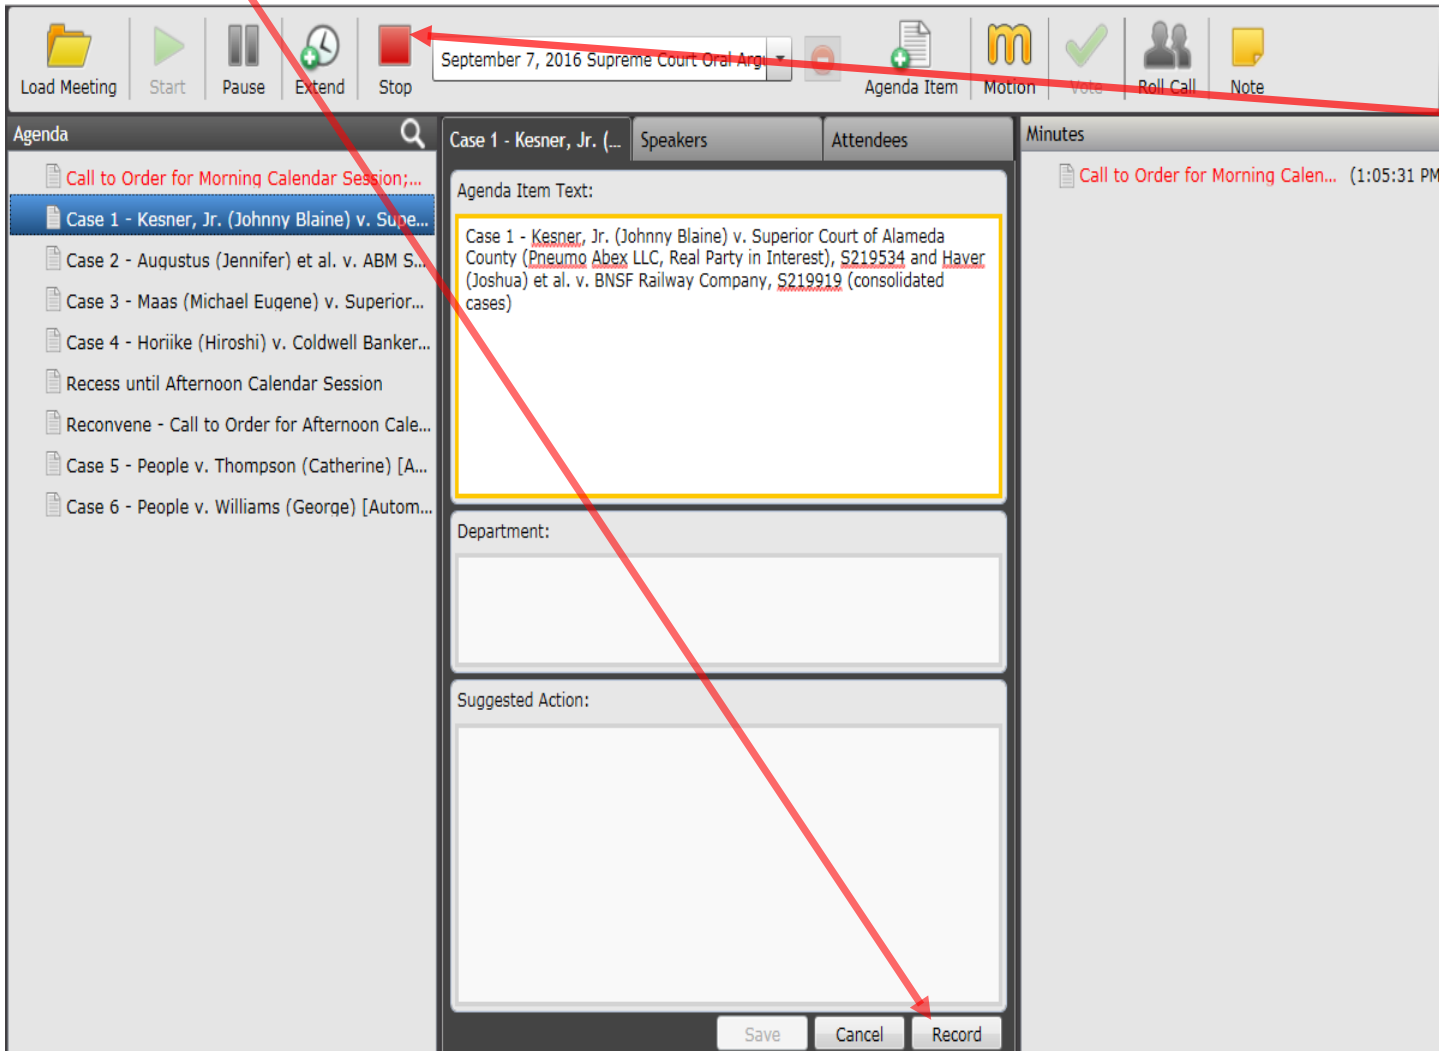 Load Meeting
Start
Pause
Extend
Stop
September 7, 2016 Supreme Court Oral Argu
Agenda Item
Motion
Vote
Roll Call
Note
Agenda
Call to Order for Morning Calendar Session;...
Case 1 - Kesner, Jr. (Johnny Blaine) v. Supe...
Case 2 - Augustus (Jennifer) et al. v. ABM S...
Case 3 - Maas (Michael Eugene) v. Superior...
Case 4 - Horiike (Hiroshi) v. Coldwell Banker...
Recess until Afternoon Calendar Session
Reconvene - Call to Order for Afternoon Cale...
Case 5 - People v. Thompson (Catherine) [A...
Case 6 - People v. Williams (George) [Autom...
Case 1 - Kesner, Jr. (...
Speakers
Attendees
Agenda Item Text:
Case 1 - Kesner, Jr. (Johnny Blaine) v. Superior Court of Alameda
County (Pneumo Abex LLC, Real Party in Interest), S219534 and Haver
(Joshua) et al. v. BNSF Railway Company, S219919 (consolidated
cases)
Department:
Suggested Action:
Save
Cancel
Record
Minutes
Call to Order for Morning Calen... (1:05:31 PM